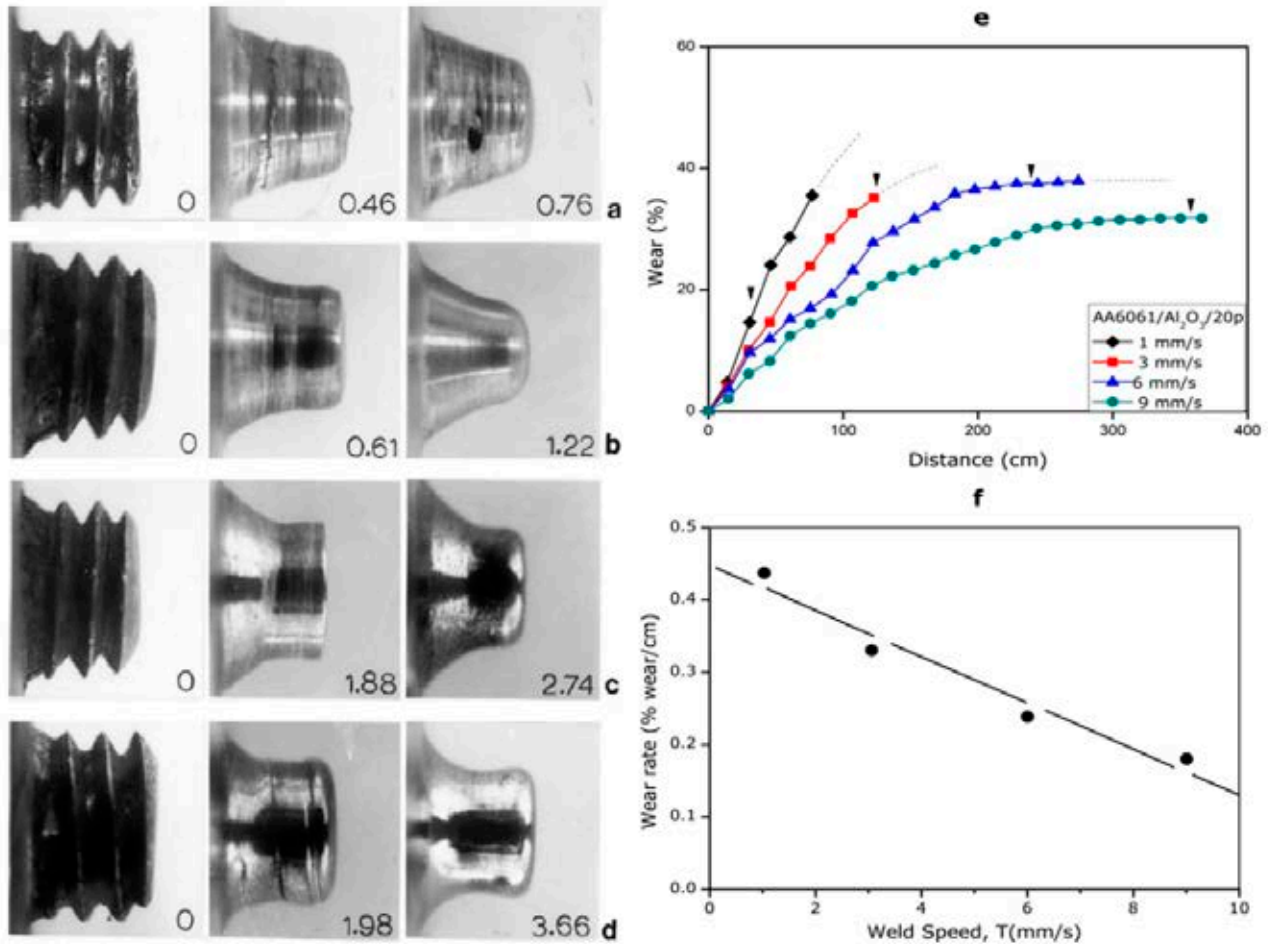 0
0.46
0.76
a
0
0.61
1.22
b
0
1.88
2.74
c
0
1.98
3.66
d
e
60
40
20
0
Wear (%)
0
100
200
300
400
Distance (cm)
AA6061/Al₂O₃/20p
1 mm/s
3 mm/s
6 mm/s
9 mm/s
f
0.5
0.4
0.3
0.2
0.1
0.0
Wear rate (% wear/cm)
0
2
4
6
8
10
Weld Speed, T(mm/s)